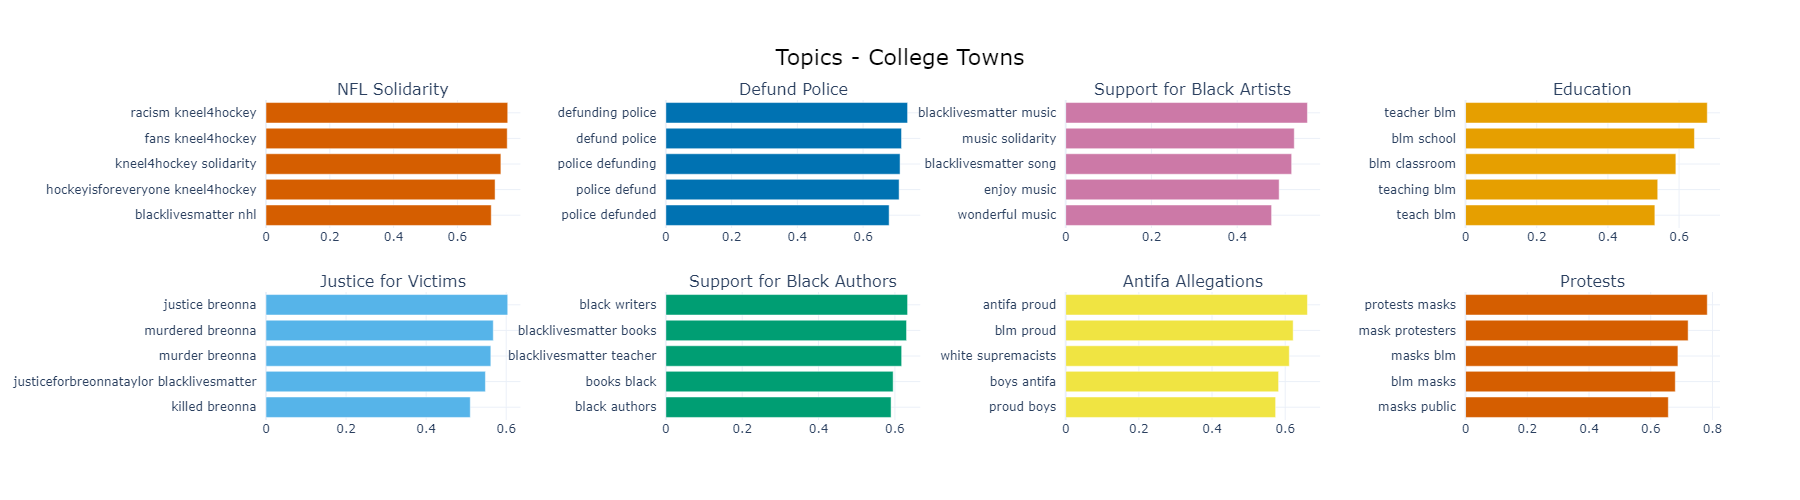 Topics - College Towns
NFL Solidarity
racism kneel4hockey
fans kneel4hockey
kneel4hockey solidarity
hockeyisforeveryone kneel4hockey
blacklivesmatter nhl
0 0.2 0.4 0.6
Defund Police
defunding police
defund police
police defunding
police defund
police defunded
0 0.2 0.4 0.6
Support for Black Artists
blacklivesmatter music
music solidarity
blacklivesmatter song
enjoy music
wonderful music
0 0.2 0.4
Education
teacher blm
blm school
blm classroom
teaching blm
teach blm
0 0.2 0.4 0.6
Justice for Victims
justice breonna
murdered breonna
murder breonna
justiceforbreonnataylor blacklivesmatter
killed breonna
0 0.2 0.4 0.6
Support for Black Authors
black writers
blacklivesmatter books
blacklivesmatter teacher
books black
black authors
0 0.2 0.4 0.6
Antifa Allegations
antifa proud
blm proud
white supremacists
boys antifa
proud boys
0 0.2 0.4 0.6
Protests
protests masks
mask protesters
masks blm
blm masks
masks public
0 0.2 0.4 0.6 0.8